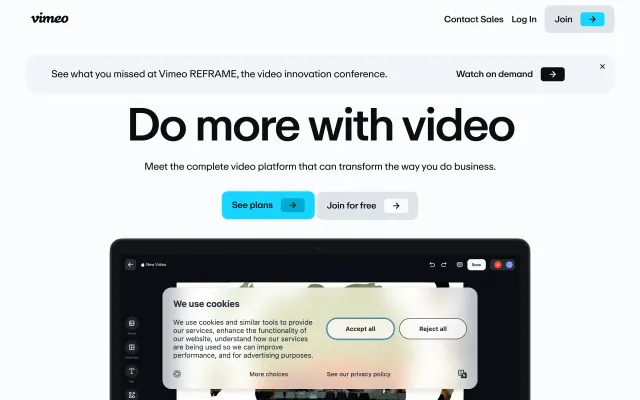 vimeo
Contact Sales Log In Join
See what you missed at Vimeo REFRAME, the video innovation conference. Watch on demand
Do more with video
Meet the complete video platform that can transform the way you do business.
See plans Join for free
New Video Done
We use cookies
We use cookies and similar tools to provide
our services, enhance the functionality of
our website, understand how our services
are being used so we can improve
performance, and for advertising purposes.
Accept all Reject all
More choices See our privacy policy